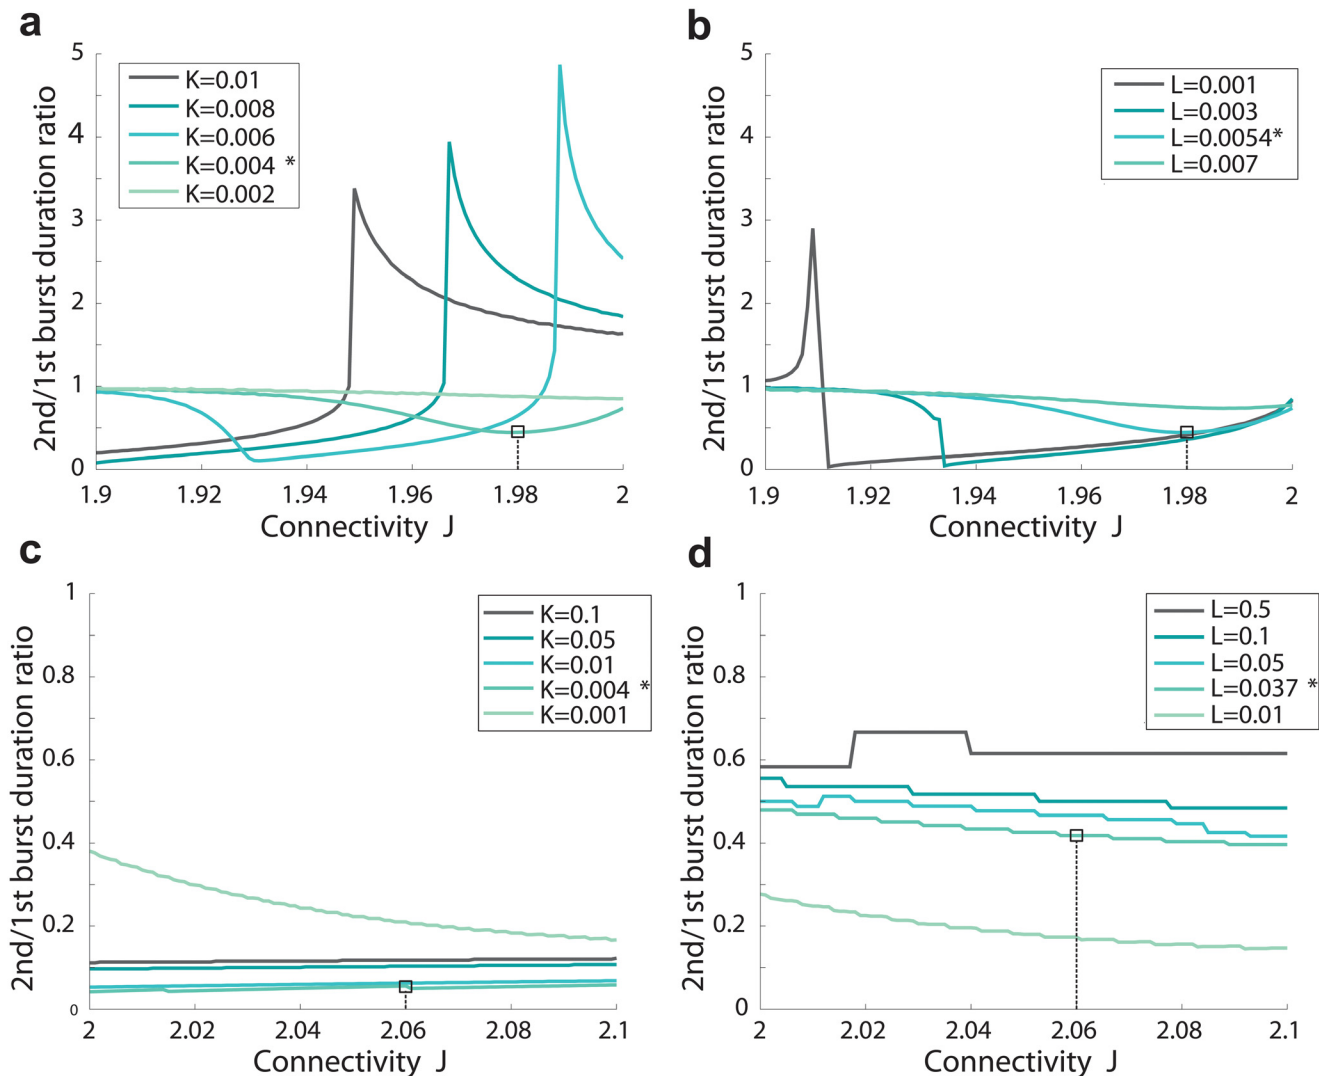 a
5
4
3
2
1
0
2nd/1st burst duration ratio
K=0.01
K=0.008
K=0.006
K=0.004 *
K=0.002
1.9
1.92
1.94
1.96
1.98
2
Connectivity J
b
5
4
3
2
1
0
2nd/1st burst duration ratio
L=0.001
L=0.003
L=0.0054*
L=0.007
1.9
1.92
1.94
1.96
1.98
2
Connectivity J
c
1
0.8
0.6
0.4
0.2
0
2nd/1st burst duration ratio
K=0.1
K=0.05
K=0.01
K=0.004 *
K=0.001
2
2.02
2.04
2.06
2.08
2.1
Connectivity J
d
1
0.8
0.6
0.4
0.2
0
2nd/1st burst duration ratio
L=0.5
L=0.1
L=0.05
L=0.037 *
L=0.01
2
2.02
2.04
2.06
2.08
2.1
Connectivity J